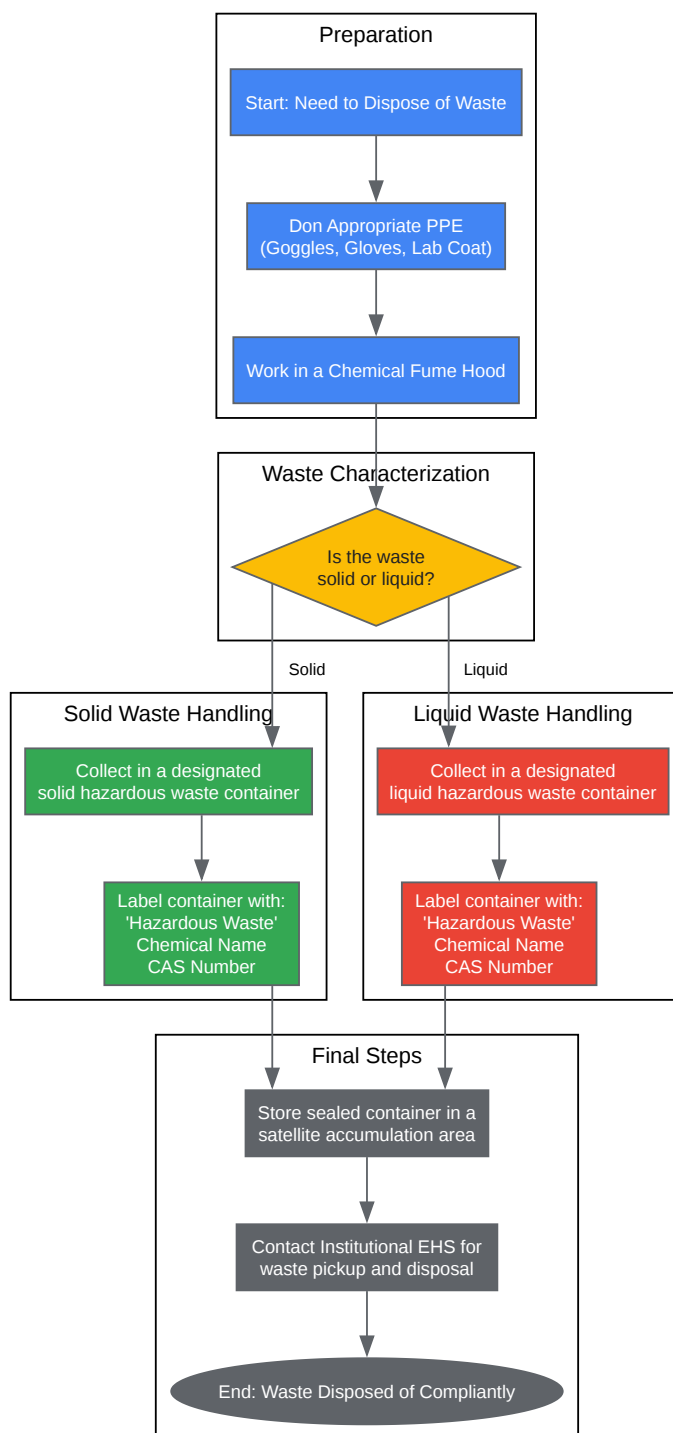 Preparation
Start: Need to Dispose of Waste
Don Appropriate PPE
(Goggles, Gloves, Lab Coat)
Work in a Chemical Fume Hood
Waste Characterization
Is the waste
solid or liquid?
Solid
Liquid
Solid Waste Handling
Collect in a designated
solid hazardous waste container
Label container with:
'Hazardous Waste'
Chemical Name
CAS Number
Liquid Waste Handling
Collect in a designated
liquid hazardous waste container
Label container with:
'Hazardous Waste'
Chemical Name
CAS Number
Final Steps
Store sealed container in a
satellite accumulation area
Contact Institutional EHS for
waste pickup and disposal
End: Waste Disposed of Compliantly